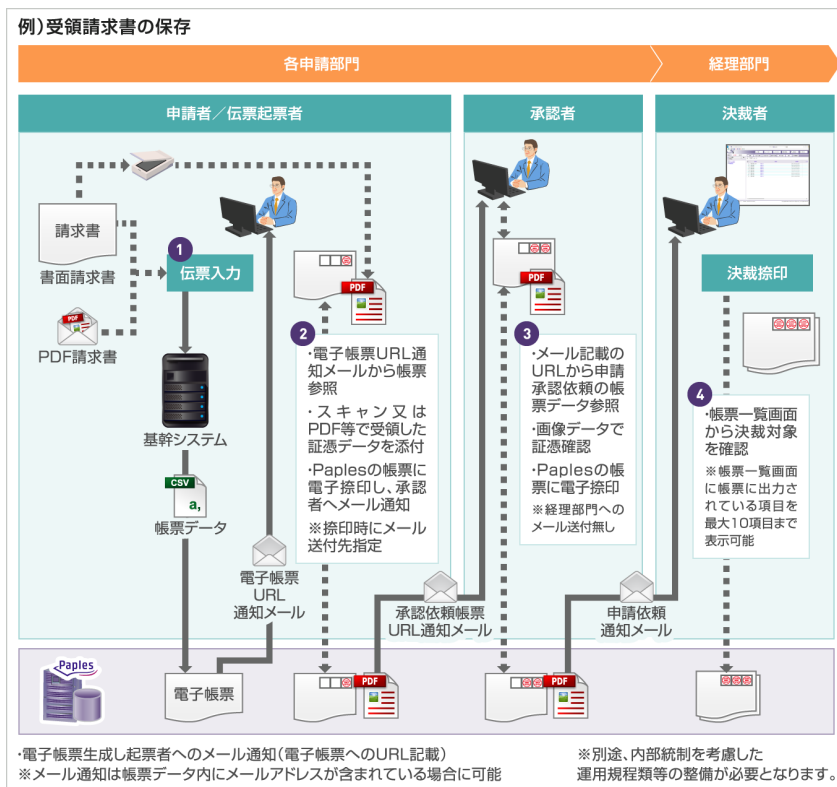 例)受領請求書の保存
各申請部門
経理部門
申請者／伝票起票者
承認者
決裁者
請求書
書面請求書
PDF
PDF請求書
1
伝票入力
基幹システム
CSV
a,
帳票データ
電子帳票
URL
通知メール
PDF
2
・電子帳票URL通
知メールから帳票
参照
・スキャン又は
PDF等で受領した
証憑データを添付
・Paplesの帳票に
電子捺印し、承認
者へメール通知
※捺印時にメール
送付先指定
承認依頼帳票
URL通知メール
PDF
3
・メール記載の
URLから申請
承認依頼の帳
票データ参照
・画像データで
証憑確認
・Paplesの帳
票に電子捺印
※経理部門への
メール送付無し
申請依頼
通知メール
決裁捺印
4
・帳票一覧画面
から決裁対象
を確認
※帳票一覧画面
に帳票に出力さ
れている項目を
最大10項目まで
表示可能
Paples
電子帳票
PDF
PDF
・電子帳票生成し起票者へのメール通知(電子帳票へのURL記載)
※メール通知は帳票データ内にメールアドレスが含まれている場合に可能
※別途、内部統制を考慮した
運用規程類等の整備が必要となります。